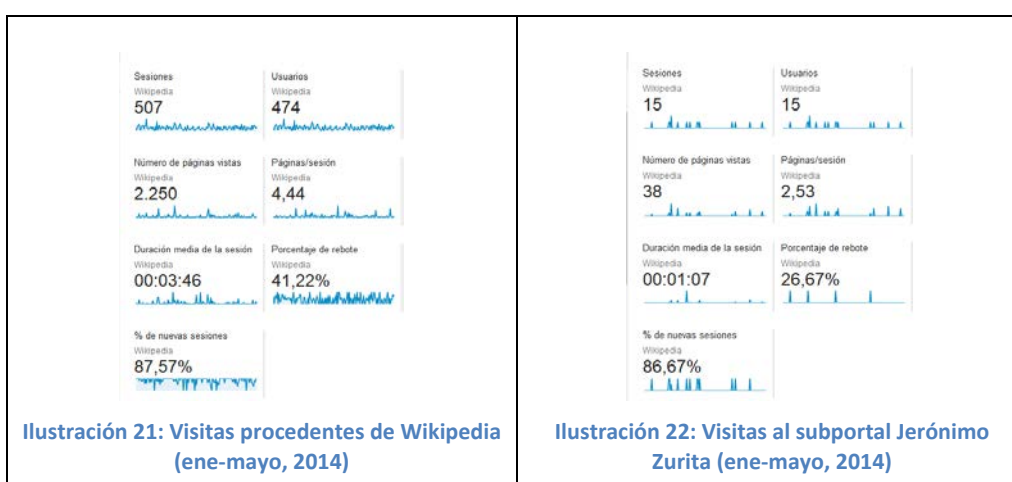 Sesiones
Wikipedia
507
Usuarios
Wikipedia
474
Número de páginas vistas
Wikipedia
2.250
Páginas/sesión
Wikipedia
4,44
Duración media de la sesión
Wikipedia
00:03:46
Porcentaje de rebote
Wikipedia
41,22%
% de nuevas sesiones
Wikipedia
87,57%
Ilustración 21: Visitas procedentes de Wikipedia
(ene-mayo, 2014)
Sesiones
Wikipedia
15
Usuarios
Wikipedia
15
Número de páginas vistas
Wikipedia
38
Páginas/sesión
Wikipedia
2,53
Duración media de la sesión
Wikipedia
00:01:07
Porcentaje de rebote
Wikipedia
26,67%
% de nuevas sesiones
Wikipedia
86,67%
Ilustración 22: Visitas al subportal Jerónimo
Zurita (ene-mayo, 2014)